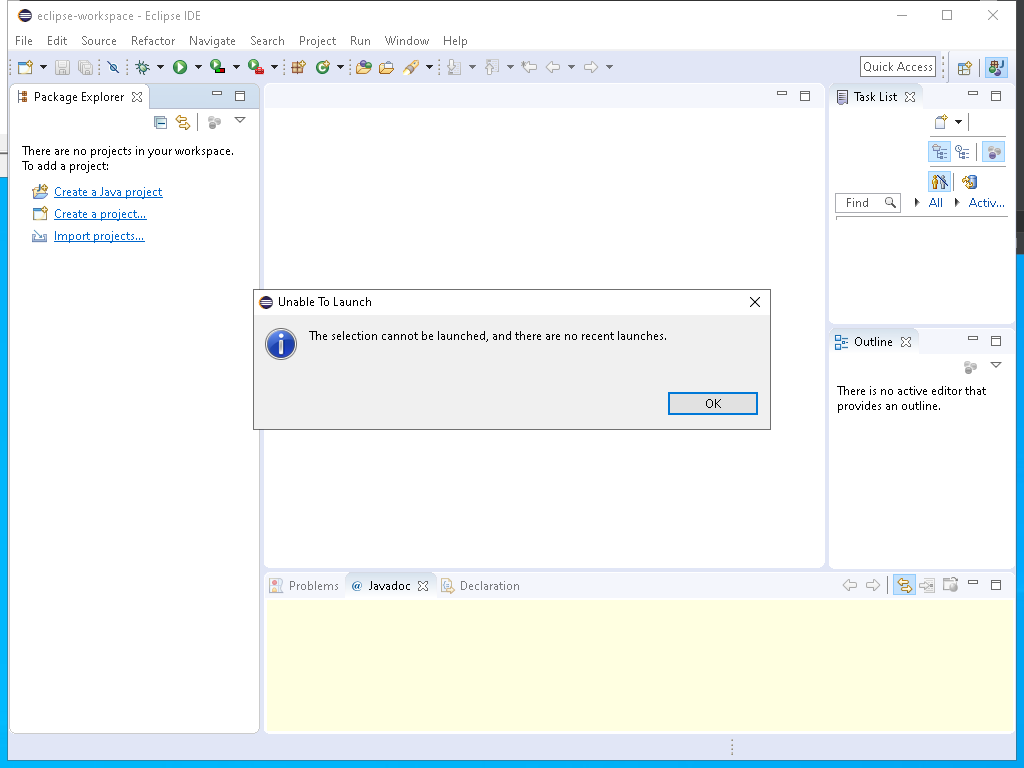 eclipse-workspace - Eclipse IDE
File Edit Source Refactor Navigate Search Project Run Window Help
Quick Access
Package Explorer
There are no projects in your workspace.
To add a project:
Create a Java project
Create a project...
Import projects...
Task List
Find All Activ...
Unable To Launch
The selection cannot be launched, and there are no recent launches.
OK
Outline
There is no active editor that
provides an outline.
Problems @ Javadoc Declaration